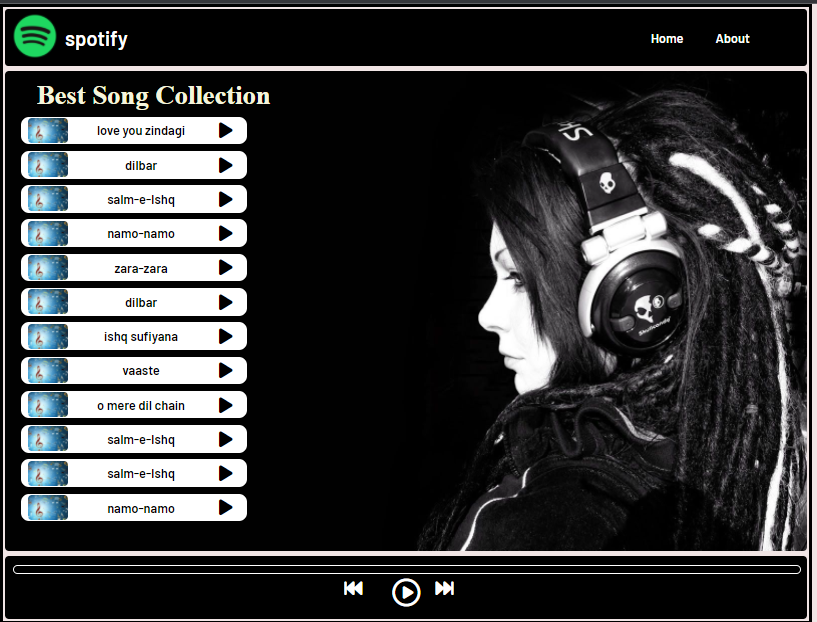 spotify
Home
About
Best Song Collection
love you zindagi
dilbar
salm-e-Ishq
namo-namo
zara-zara
dilbar
ishq sufiyana
vaaste
o mere dil chain
salm-e-Ishq
salm-e-Ishq
namo-namo
Skullcandy